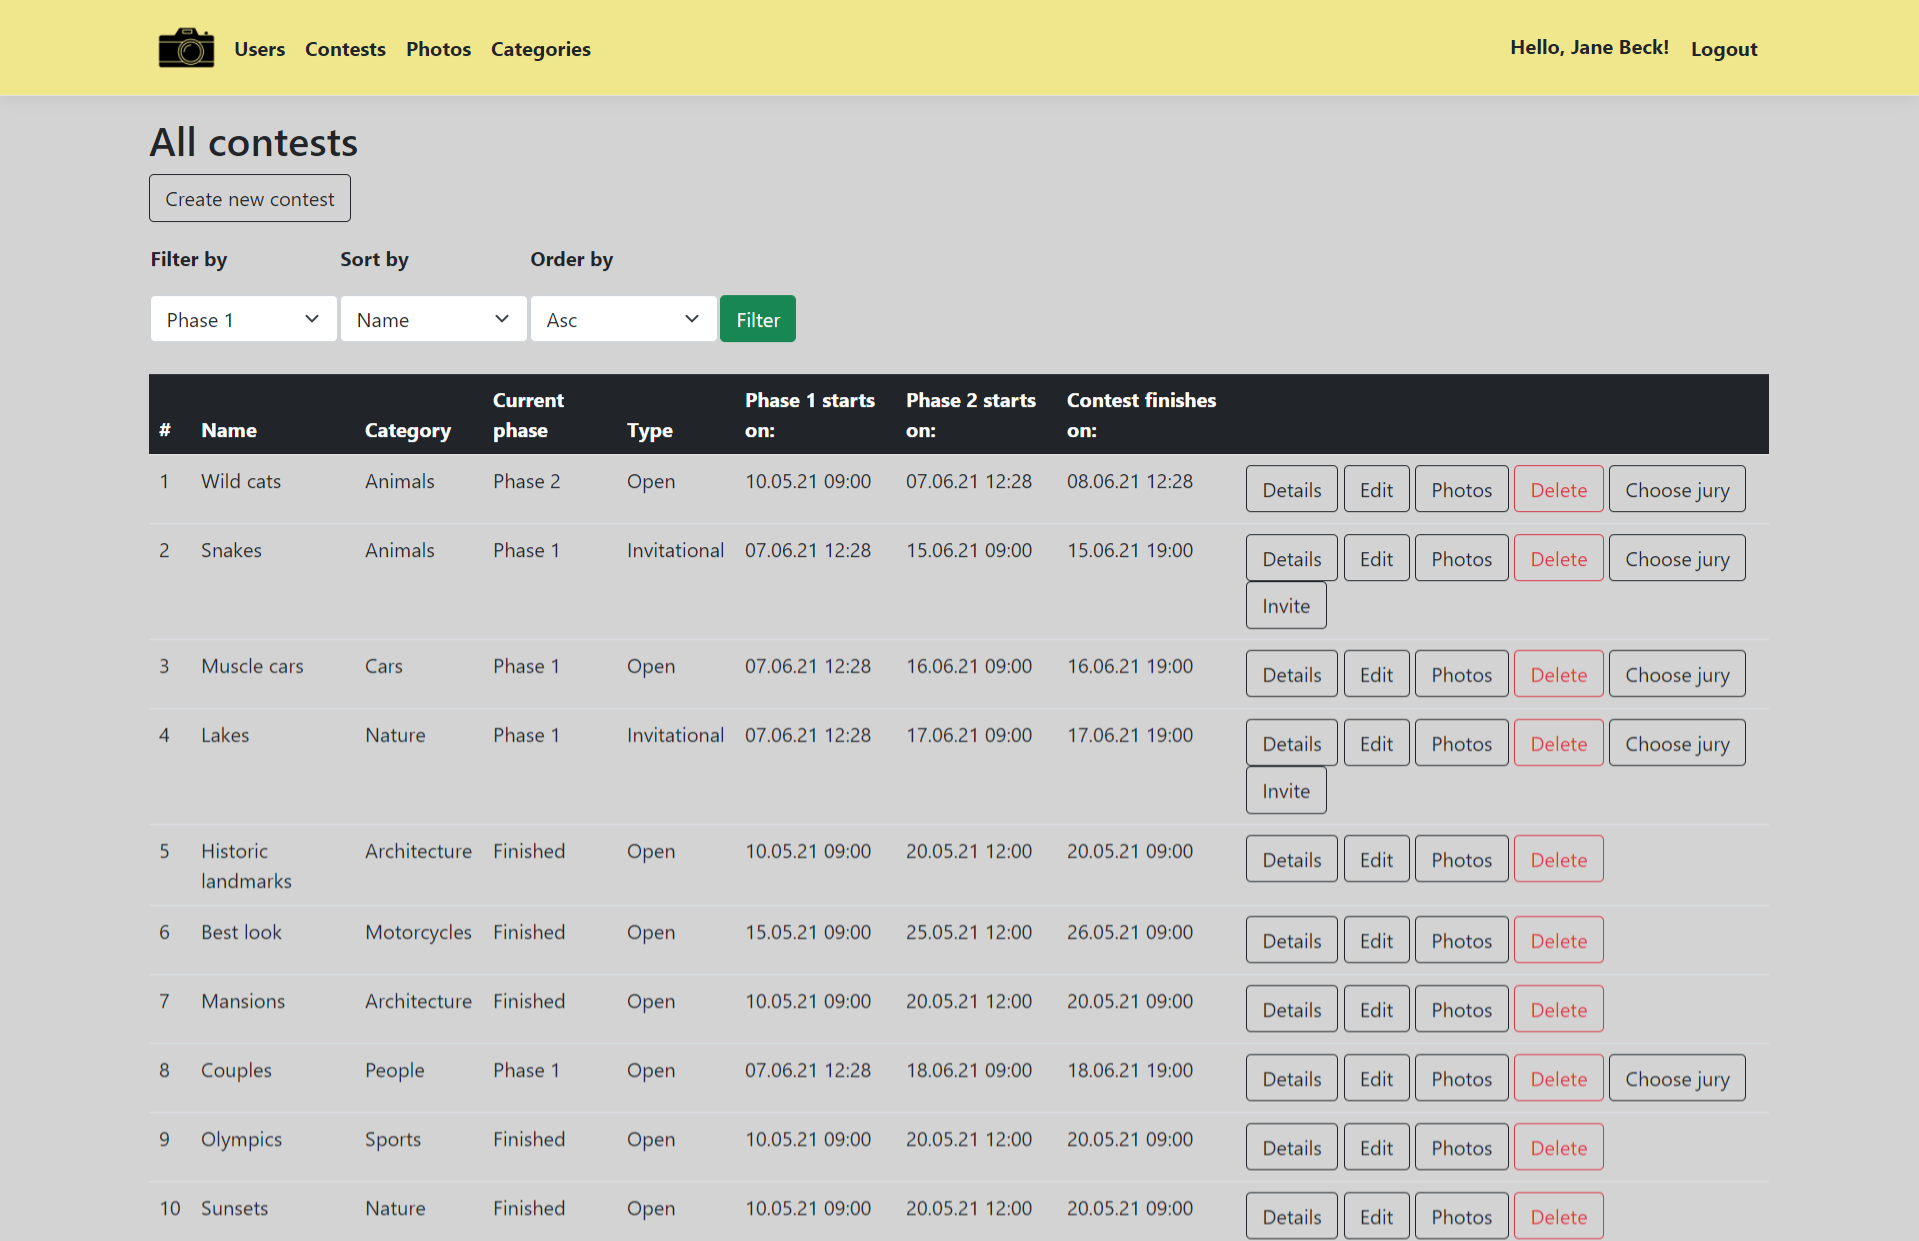 Users Contests Photos Categories Hello, Jane Beck! Logout
All contests
Create new contest
Filter by Sort by Order by
Phase 1 Name Asc Filter
# Name Category Current phase Type Phase 1 starts on: Phase 2 starts on: Contest finishes on:
1 Wild cats Animals Phase 2 Open 10.05.21 09:00 07.06.21 12:28 08.06.21 12:28 Details Edit Photos Delete Choose jury
2 Snakes Animals Phase 1 Invitational 07.06.21 12:28 15.06.21 09:00 15.06.21 19:00 Details Edit Photos Delete Choose jury
Invite
3 Muscle cars Cars Phase 1 Open 07.06.21 12:28 16.06.21 09:00 16.06.21 19:00 Details Edit Photos Delete Choose jury
4 Lakes Nature Phase 1 Invitational 07.06.21 12:28 17.06.21 09:00 17.06.21 19:00 Details Edit Photos Delete Choose jury
Invite
5 Historic landmarks Architecture Finished Open 10.05.21 09:00 20.05.21 12:00 20.05.21 09:00 Details Edit Photos Delete
6 Best look Motorcycles Finished Open 15.05.21 09:00 25.05.21 12:00 26.05.21 09:00 Details Edit Photos Delete
7 Mansions Architecture Finished Open 10.05.21 09:00 20.05.21 12:00 20.05.21 09:00 Details Edit Photos Delete
8 Couples People Phase 1 Open 07.06.21 12:28 18.06.21 09:00 18.06.21 19:00 Details Edit Photos Delete Choose jury
9 Olympics Sports Finished Open 10.05.21 09:00 20.05.21 12:00 20.05.21 09:00 Details Edit Photos Delete
10 Sunsets Nature Finished Open 10.05.21 09:00 20.05.21 12:00 20.05.21 09:00 Details Edit Photos Delete